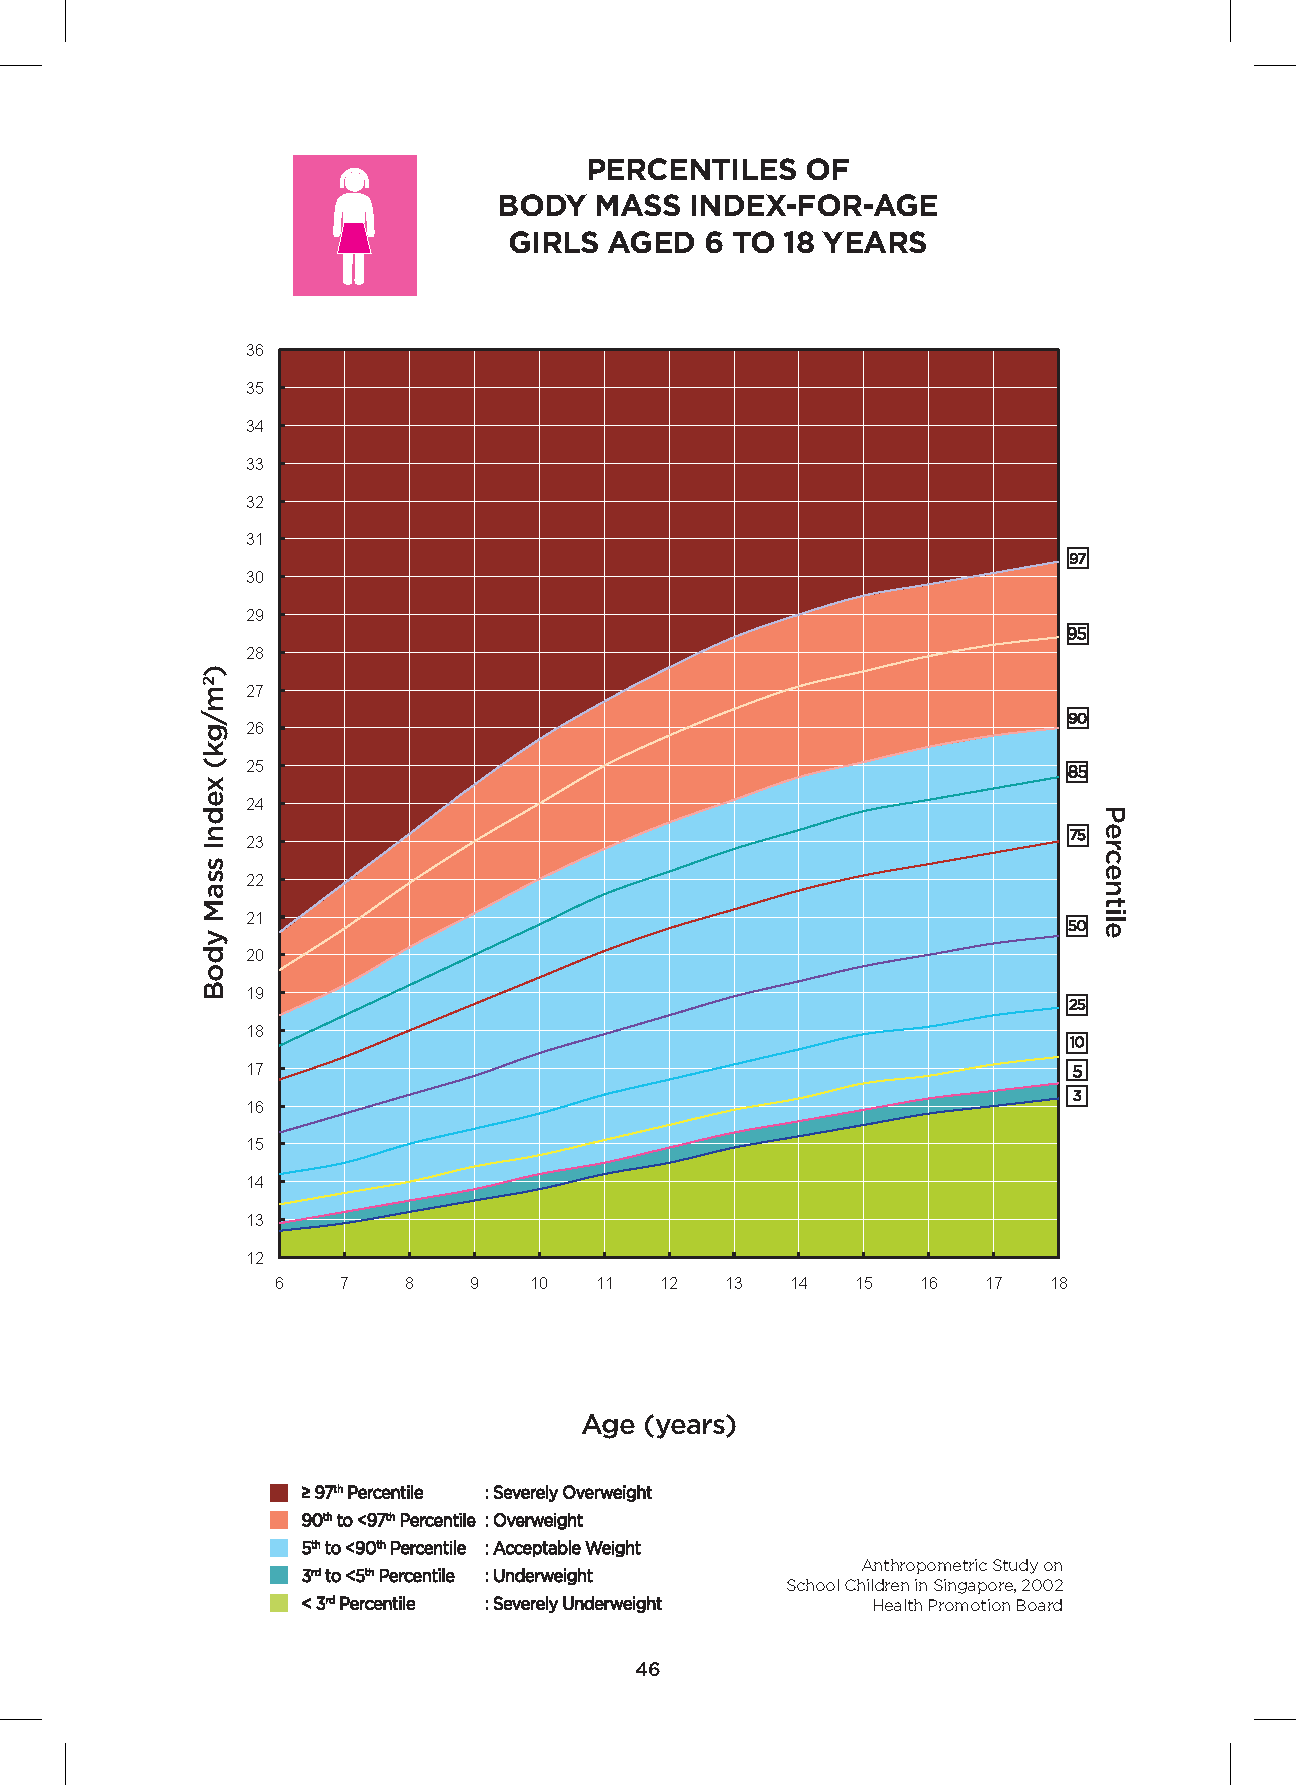 PERCENTILES OF
BODY MASS INDEX-FOR-AGE
GIRLS AGED 6 TO 18 YEARS
Body Mass Index (kg/m²)
36
35
34
33
32
31
30
29
28
27
26
25
24
23
22
21
20
19
18
17
16
15
14
13
12
97
95
90
85
75
50
25
10
5
3
Percentile
6 7 8 9 10 11 12 13 14 15 16 17 18
Age (years)
≥ 97th Percentile : Severely Overweight
90th to <97th Percentile : Overweight
5th to <90th Percentile : Acceptable Weight
3rd to <5th Percentile : Underweight
< 3rd Percentile : Severely Underweight
Anthropometric Study on
School Children in Singapore, 2002
Health Promotion Board
46